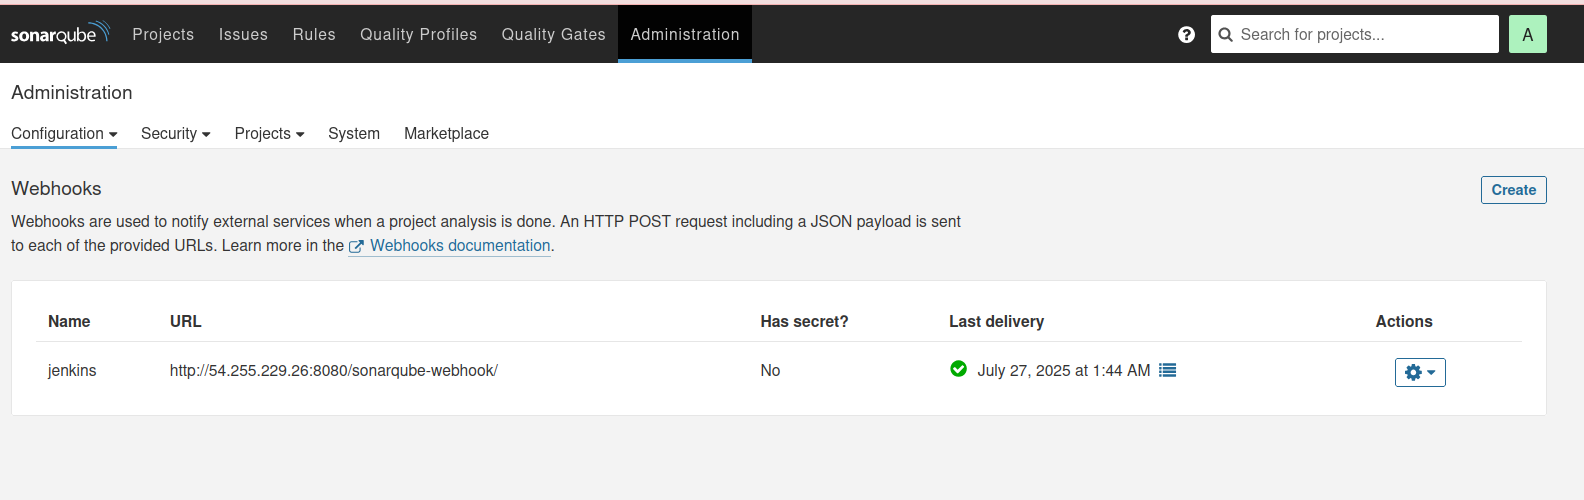 sonarqube Projects Issues Rules Quality Profiles Quality Gates Administration ? Search for projects... A
Administration
Configuration Security Projects System Marketplace
Webhooks Create
Webhooks are used to notify external services when a project analysis is done. An HTTP POST request including a JSON payload is sent
to each of the provided URLs. Learn more in the Webhooks documentation.
Name URL Has secret? Last delivery Actions
jenkins http://54.255.229.26:8080/sonarqube-webhook/ No July 27, 2025 at 1:44 AM